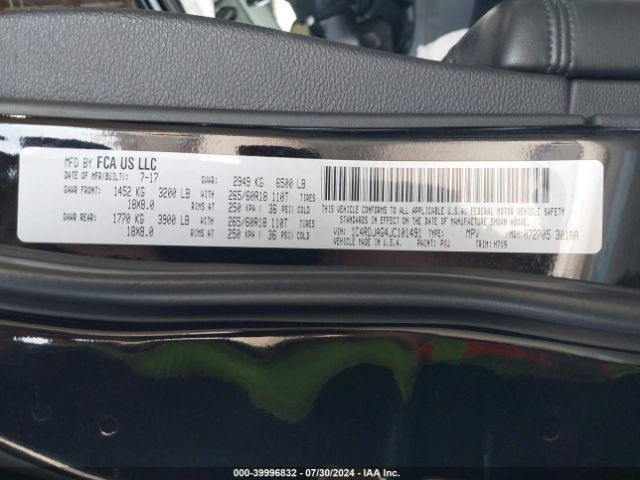 MFD BY FCA US LLC
DATE OF MFR(BUILT): 7-17 GVWR: 2949 KG 6500 LB
GAWR FRONT: 1452 KG 3200 LB WITH 265/60R18 110T TIRES
18X8.0 RIMS AT 250 KPA ( 36 PSI) COLD
GAWR REAR: 1770 KG 3900 LB WITH 265/60R18 110T TIRES
18X8.0 RIMS AT 250 KPA ( 36 PSI) COLD
THIS VEHICLE CONFORMS TO ALL APPLICABLE U.S.A. FEDERAL MOTOR VEHICLE SAFETY
STANDARDS IN EFFECT ON THE DATE OF MANUFACTURE SHOWN ABOVE.
VIN: 1C4RDJAG4JC101491 TYPE: MPV MDH: 072705 301AA
PAINT: PXJ TRIM: H7X9
ID: 39996832 / 07/30/2024 - IAA Inc.